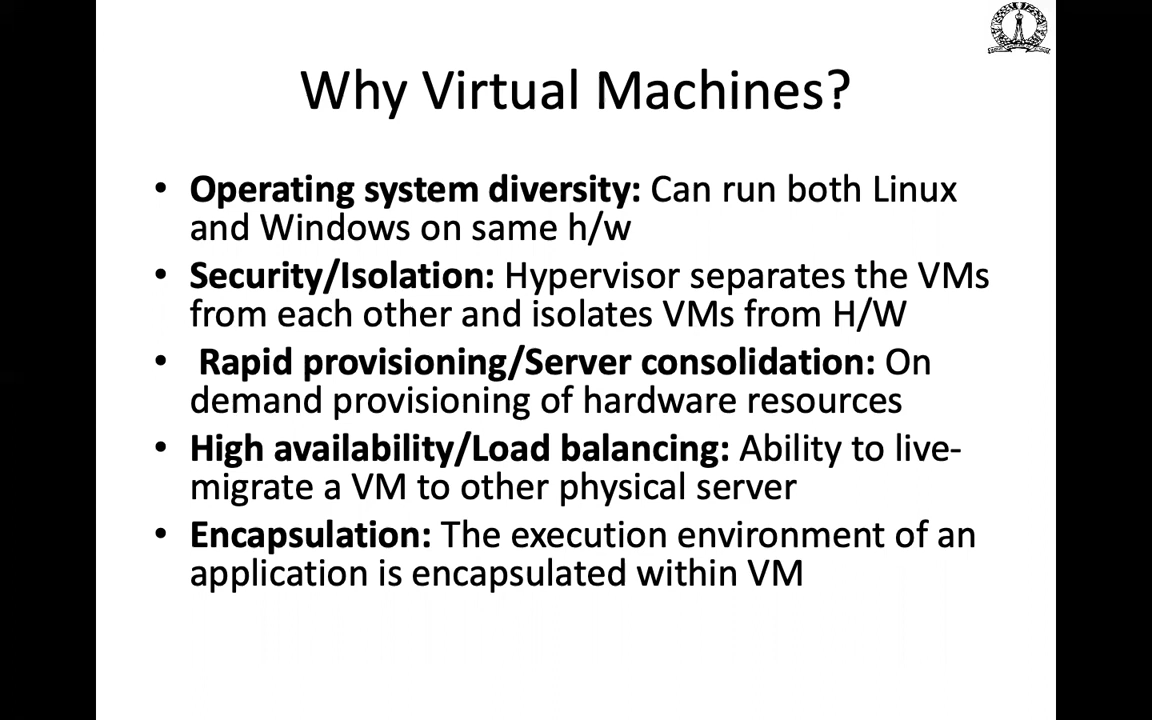 Why Virtual Machines?
• Operating system diversity: Can run both Linux
and Windows on same h/w
• Security/Isolation: Hypervisor separates the VMs
from each other and isolates VMs from H/W
• Rapid provisioning/Server consolidation: On
demand provisioning of hardware resources
• High availability/Load balancing: Ability to live-
migrate a VM to other physical server
• Encapsulation: The execution environment of an
application is encapsulated within VM